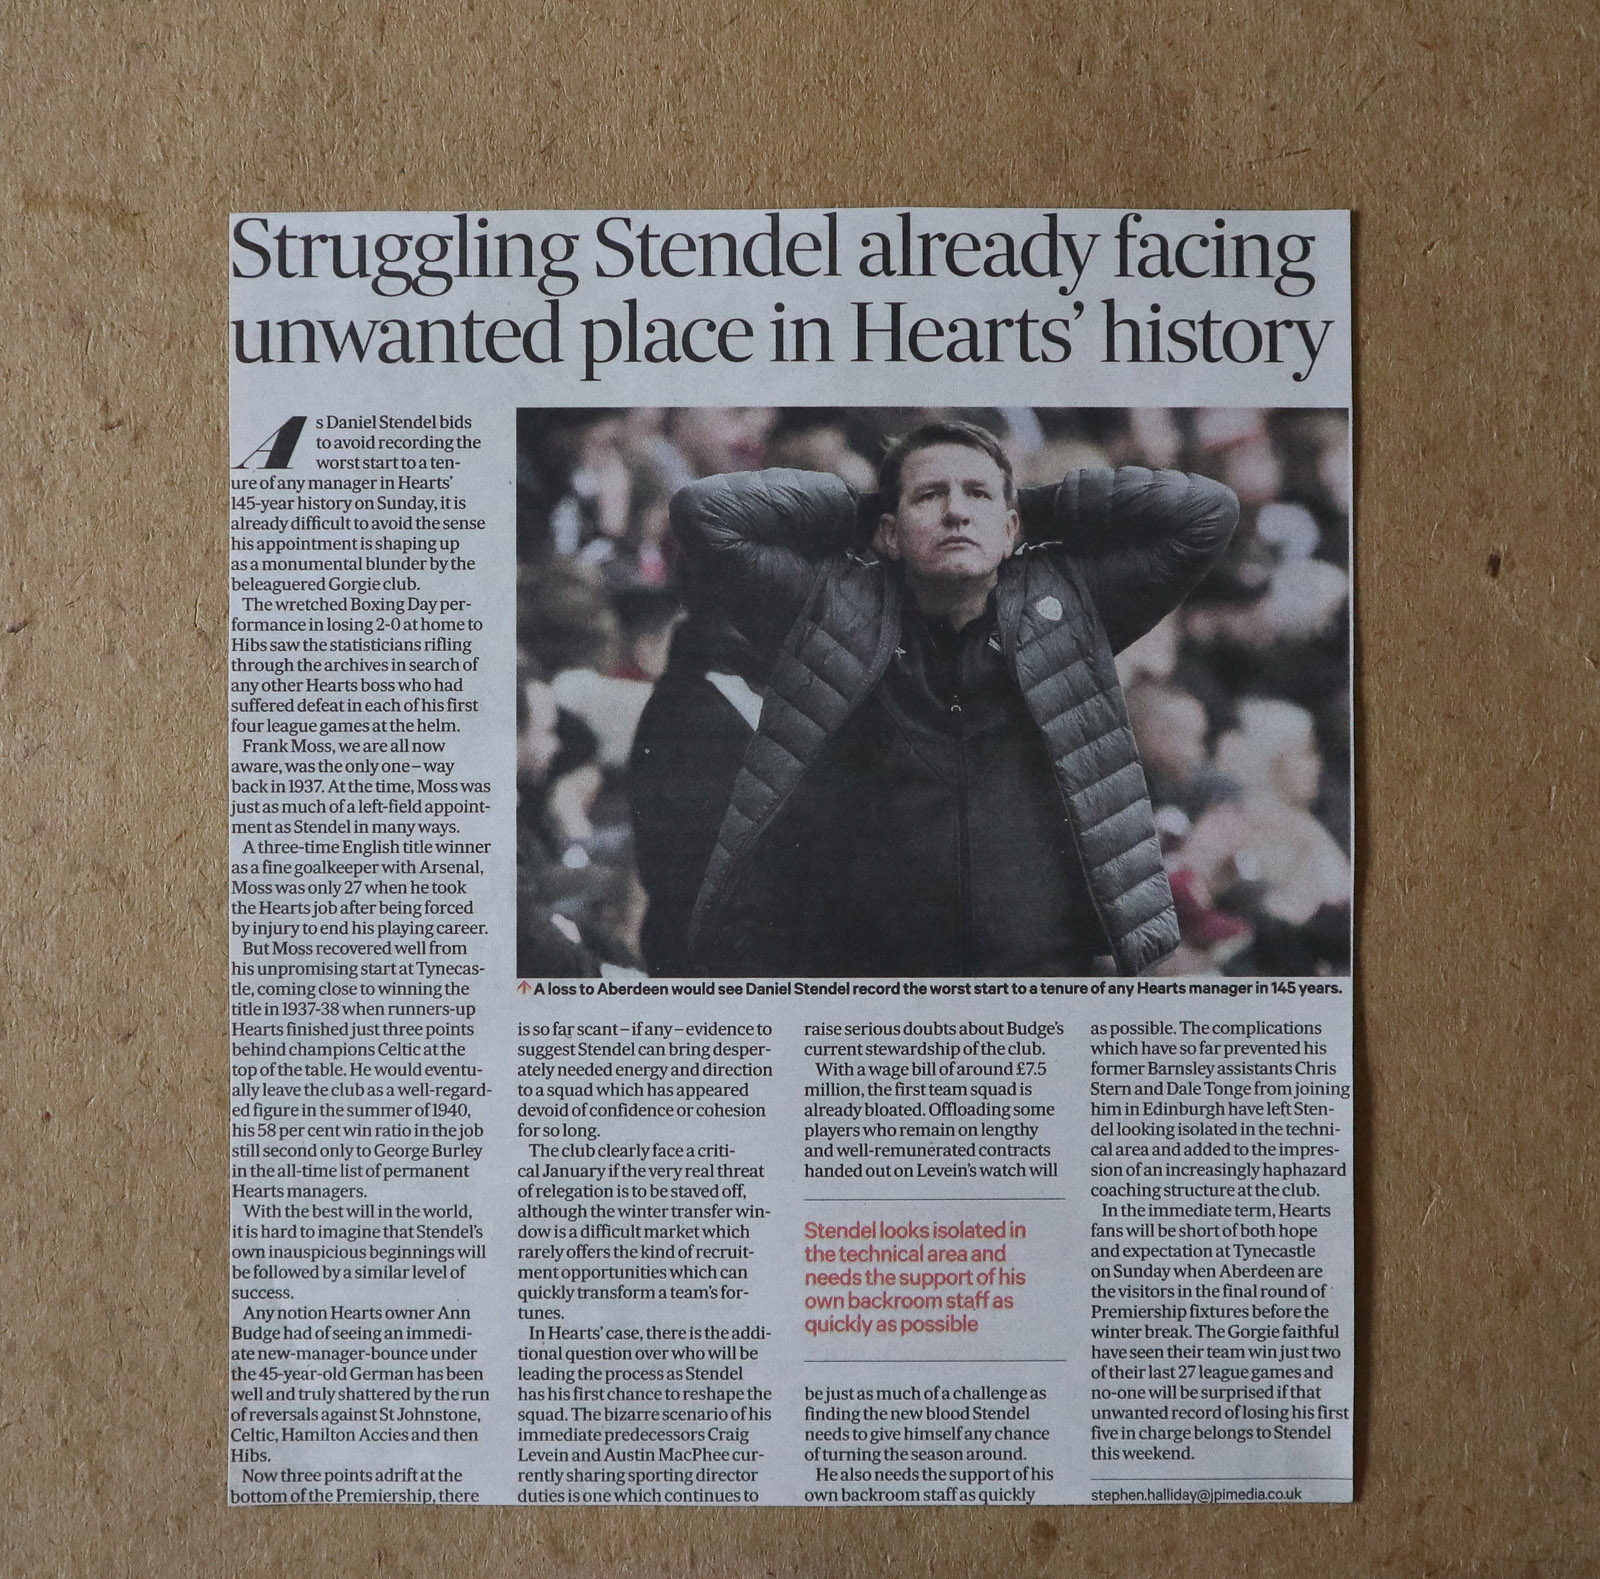 Struggling Stendel already facing
unwanted place in Hearts’ history
As Daniel Stendel bids
to avoid recording the
worst start to a ten-
ure of any manager in Hearts’
145-year history on Sunday, it is
already difficult to avoid the sense
his appointment is shaping up
as a monumental blunder by the
beleaguered Gorgie club.
The wretched Boxing Day per-
formance in losing 2-0 at home to
Hibs saw the statisticians rifling
through the archives in search of
any other Hearts boss who had
suffered defeat in each of his first
four league games at the helm.
Frank Moss, we are all now
aware, was the only one – way
back in 1937. At the time, Moss was
just as much of a left-field appoint-
ment as Stendel in many ways.
A three-time English title winner
as a fine goalkeeper with Arsenal,
Moss was only 27 when he took
the Hearts job after being forced
by injury to end his playing career.
But Moss recovered well from
his unpromising start at Tynecas-
tle, coming close to winning the
title in 1937-38 when runners-up
Hearts finished just three points
behind champions Celtic at the
top of the table. He would eventu-
ally leave the club as a well-regard-
ed figure in the summer of 1940,
his 58 per cent win ratio in the job
still second only to George Burley
in the all-time list of permanent
Hearts managers.
With the best will in the world,
it is hard to imagine that Stendel’s
own inauspicious beginnings will
be followed by a similar level of
success.
Any notion Hearts owner Ann
Budge had of seeing an immedi-
ate new-manager-bounce under
the 45-year-old German has been
well and truly shattered by the run
of reversals against St Johnstone,
Celtic, Hamilton Accies and then
Hibs.
Now three points adrift at the
bottom of the Premiership, there
A loss to Aberdeen would see Daniel Stendel record the worst start to a tenure of any Hearts manager in 145 years.
is so far scant – if any – evidence to
suggest Stendel can bring desper-
ately needed energy and direction
to a squad which has appeared
devoid of confidence or cohesion
for so long.
The club clearly face a criti-
cal January if the very real threat
of relegation is to be staved off,
although the winter transfer win-
dow is a difficult market which
rarely offers the kind of recruit-
ment opportunities which can
quickly transform a team’s for-
tunes.
In Hearts’ case, there is the addi-
tional question over who will be
leading the process as Stendel
has his first chance to reshape the
squad. The bizarre scenario of his
immediate predecessors Craig
Levein and Austin MacPhee cur-
rently sharing sporting director
duties is one which continues to
raise serious doubts about Budge’s
current stewardship of the club.
With a wage bill of around £7.5
million, the first team squad is
already bloated. Offloading some
players who remain on lengthy
and well-remunerated contracts
handed out on Levein’s watch will
Stendel looks isolated in
the technical area and
needs the support of his
own backroom staff as
quickly as possible
be just as much of a challenge as
finding the new blood Stendel
needs to give himself any chance
of turning the season around.
He also needs the support of his
own backroom staff as quickly
as possible. The complications
which have so far prevented his
former Barnsley assistants Chris
Stern and Dale Tonge from joining
him in Edinburgh have left Sten-
del looking isolated in the techni-
cal area and added to the impres-
sion of an increasingly haphazard
coaching structure at the club.
In the immediate term, Hearts
fans will be short of both hope
and expectation at Tynecastle
on Sunday when Aberdeen are
the visitors in the final round of
Premiership fixtures before the
winter break. The Gorgie faithful
have seen their team win just two
of their last 27 league games and
no-one will be surprised if that
unwanted record of losing his first
five in charge belongs to Stendel
this weekend.
stephen.halliday@jpimedia.co.uk